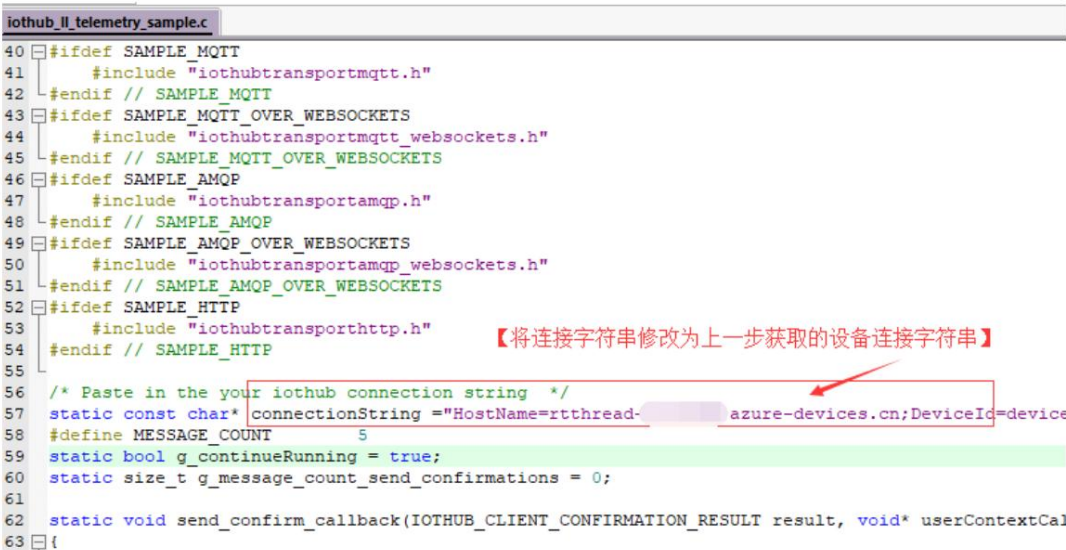 iothub_ll_telemetry_sample.c
40 #ifdef SAMPLE_MQTT
41 #include "iothubtransportmqtt.h"
42 #endif // SAMPLE_MQTT
43 #ifdef SAMPLE_MQTT_OVER_WEBSOCKETS
44 #include "iothubtransportmqtt_websockets.h"
45 #endif // SAMPLE_MQTT_OVER_WEBSOCKETS
46 #ifdef SAMPLE_AMQP
47 #include "iothubtransportamqp.h"
48 #endif // SAMPLE_AMQP
49 #ifdef SAMPLE_AMQP_OVER_WEBSOCKETS
50 #include "iothubtransportamqp_websockets.h"
51 #endif // SAMPLE_AMQP_OVER_WEBSOCKETS
52 #ifdef SAMPLE_HTTP
53 #include "iothubtransporthttp.h"
【将连接字符串修改为上一步获取的设备连接字符串】
54 #endif // SAMPLE_HTTP
55
56 /* Paste in the your iothub connection string */
57 static const char* connectionString ="HostName=rtthread- azure-devices.cn;DeviceId=device
58 #define MESSAGE_COUNT 5
59 static bool g_continueRunning = true;
60 static size_t g_message_count_send_confirmations = 0;
61
62 static void send_confirm_callback(IOTHUB_CLIENT_CONFIRMATION_RESULT result, void* userContextCal
63 {